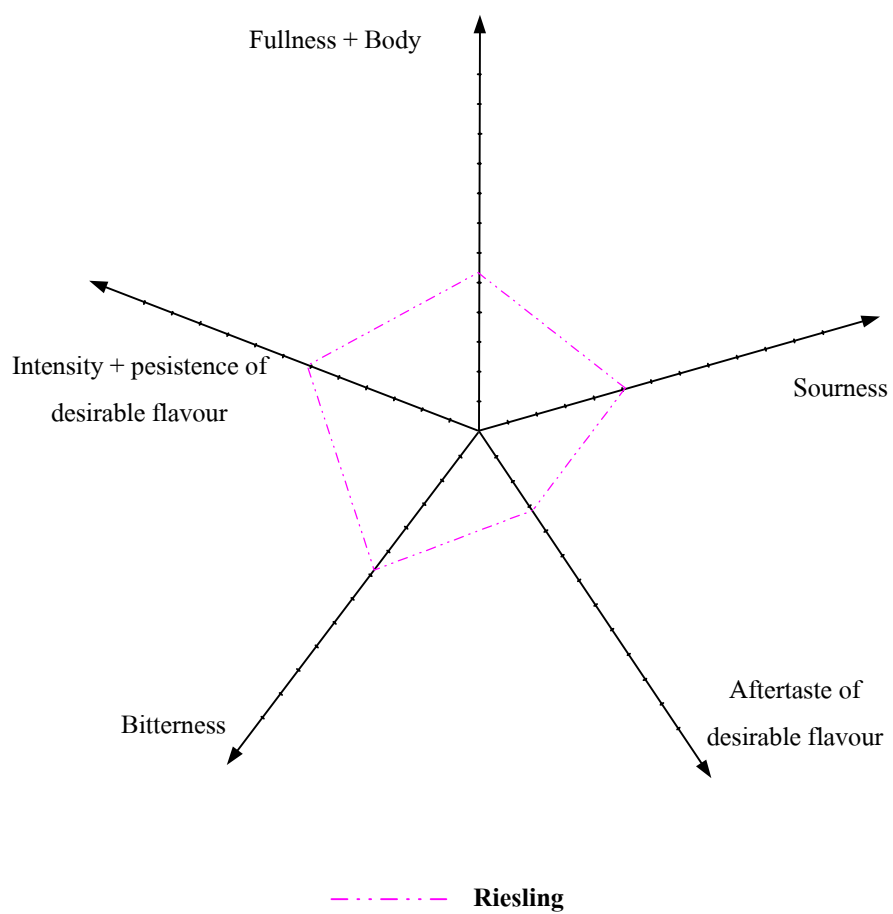 Fullness + Body
Intensity + pesistence of
desirable flavour
Sourness
Bitterness
Aftertaste of
desirable flavour
Riesling